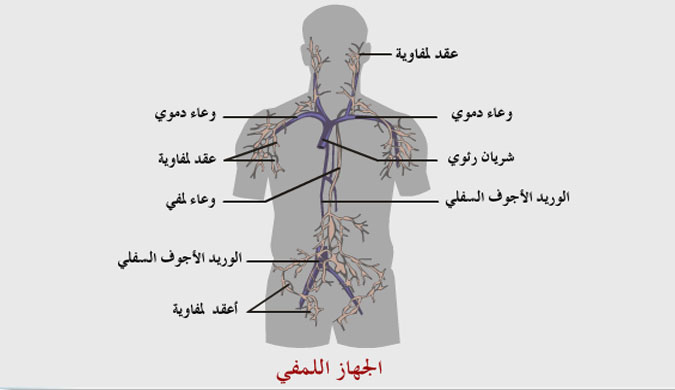 عقد لمفاوية
وعاء دموي
وعاء دموي
شريان رئوي
عقد لمفاوية
الوريد الأجوف السفلي
وعاء لمفي
الوريد الأجوف السفلي
أعقد لمفاوية
الجهاز اللمفي